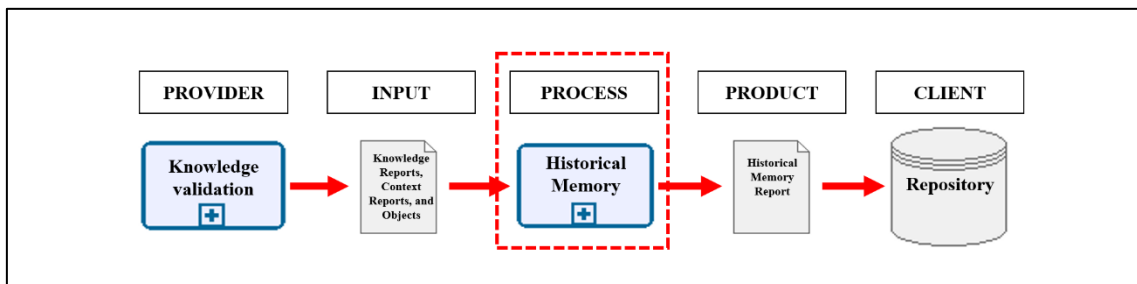 PROVIDER
INPUT
PROCESS
PRODUCT
CLIENT
Knowledge
validation
Knowledge
Reports,
Context
Reports, and
Objects
Historical
Memory
Historical
Memory
Report
Repository